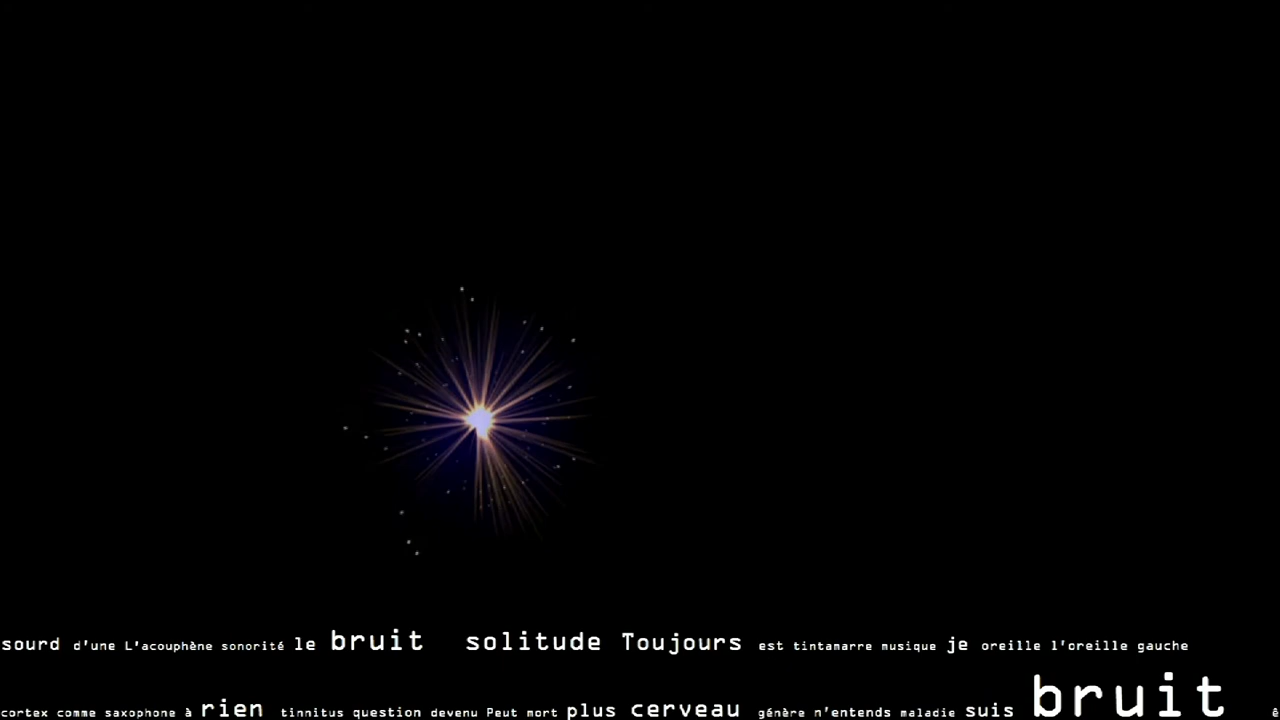 sourd d'une L'acouphène sonorité le bruit solitude Toujours est tintamarre musique je oreille l'oreille gauche
cortex comme saxophone à rien tinnitus question devenu Peut mort plus cerveau génère n'entends maladie suis bruit